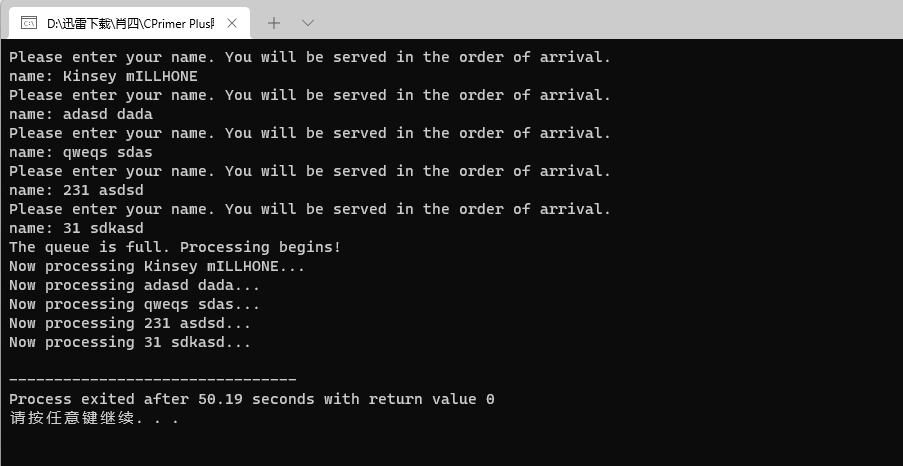 D:\迅雷下载\肖四\CPrimer Plus
Please enter your name. You will be served in the order of arrival.
name: Kinsey mILLHONE
Please enter your name. You will be served in the order of arrival.
name: adasd dada
Please enter your name. You will be served in the order of arrival.
name: qweqs sdas
Please enter your name. You will be served in the order of arrival.
name: 231 asdsd
Please enter your name. You will be served in the order of arrival.
name: 31 sdkasd
The queue is full. Processing begins!
Now processing Kinsey mILLHONE...
Now processing adasd dada...
Now processing qweqs sdas...
Now processing 231 asdsd...
Now processing 31 sdkasd...
--------------------------------
Process exited after 50.19 seconds with return value 0
请按任意键继续. . .